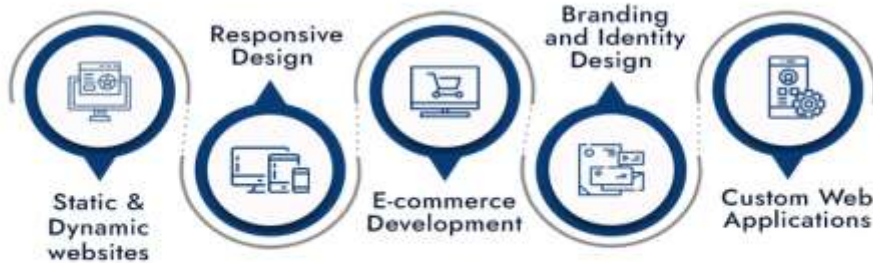 Static &
Dynamic
websites
Responsive
Design
E-commerce
Development
Branding
and Identity
Design
Custom Web
Applications